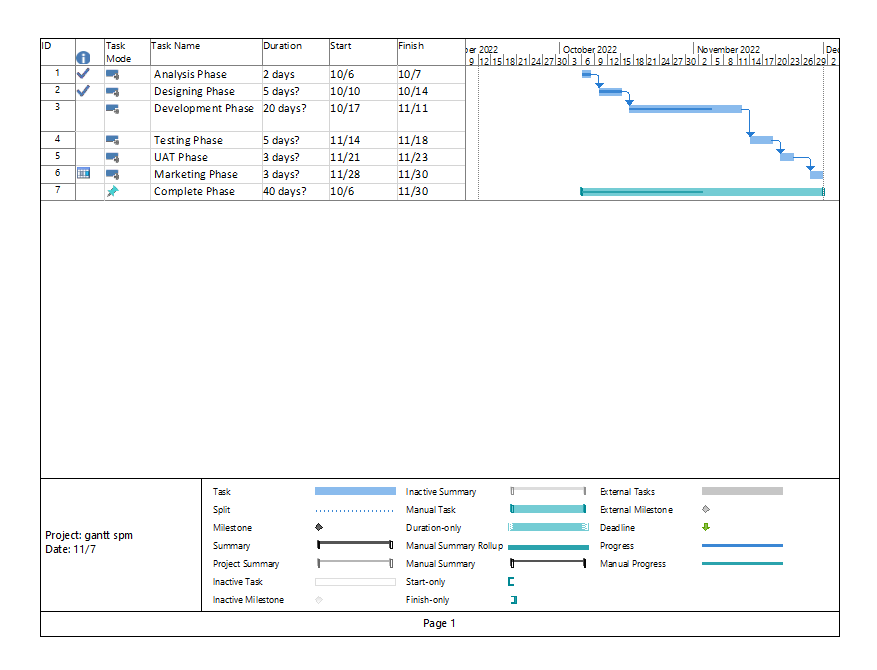 ID Task Mode Task Name Duration Start Finish
er 2022 October 2022 November 2022 Dec
9 12 15 18 21 24 27 30 3 6 9 12 15 18 21 24 27 30 2 5 8 11 14 17 20 23 26 29 2
1 Analysis Phase 2 days 10/6 10/7
2 Designing Phase 5 days? 10/10 10/14
3 Development Phase 20 days? 10/17 11/11
4 Testing Phase 5 days? 11/14 11/18
5 UAT Phase 3 days? 11/21 11/23
6 Marketing Phase 3 days? 11/28 11/30
7 Complete Phase 40 days? 10/6 11/30
Project: gantt spm
Date: 11/7
Task Inactive Summary External Tasks
Split Manual Task External Milestone
Milestone Duration-only Deadline
Summary Manual Summary Rollup Progress
Project Summary Manual Summary Manual Progress
Inactive Task Start-only
Inactive Milestone Finish-only
Page 1